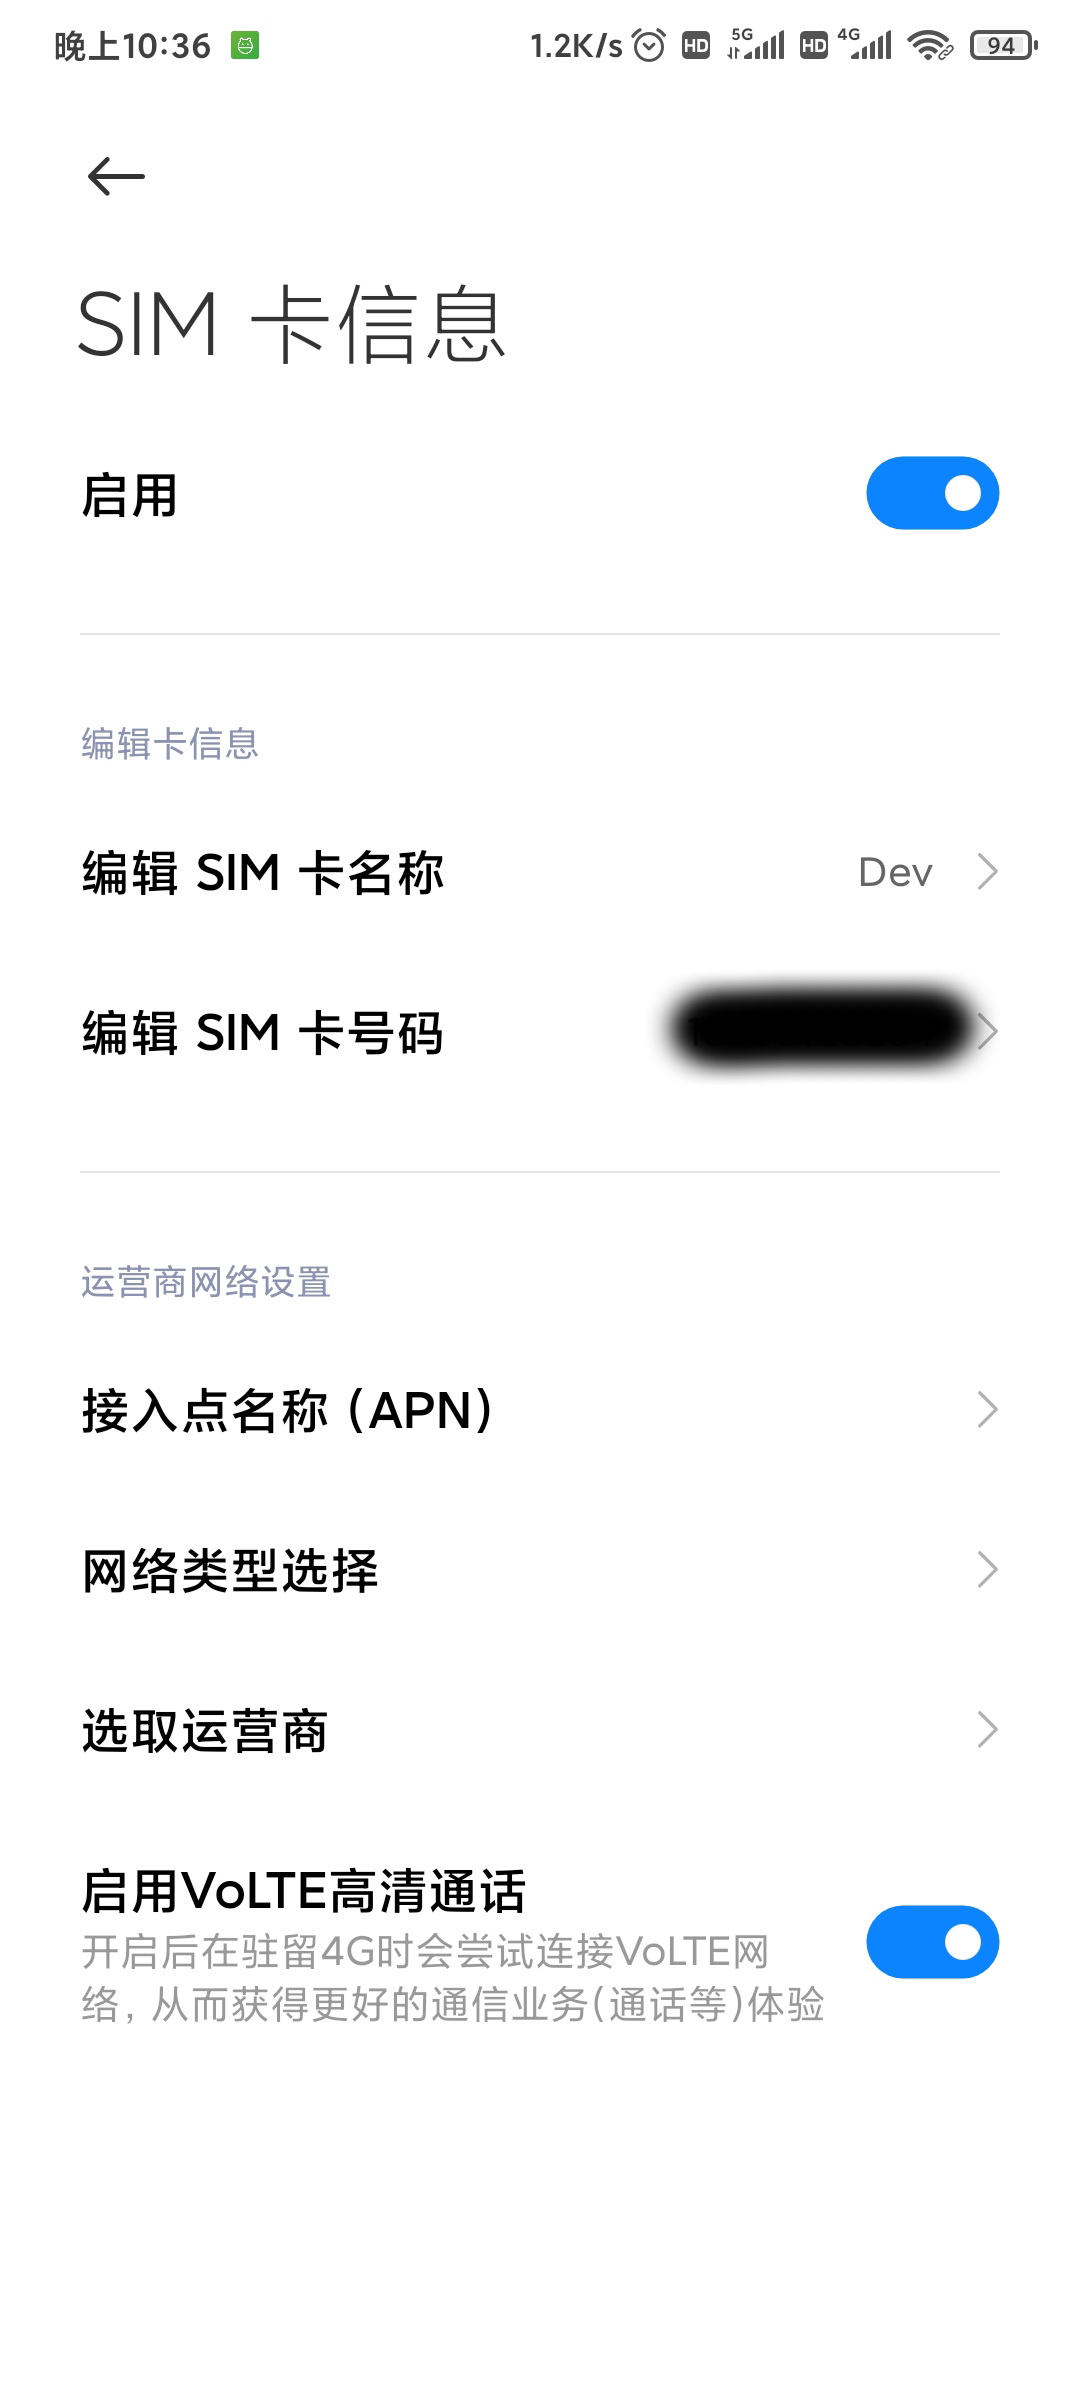 晚上10:36 1.2K/s HD 5G HD 4G 94
SIM 卡信息
启用
编辑卡信息
编辑 SIM 卡名称 Dev
编辑 SIM 卡号码
运营商网络设置
接入点名称 (APN)
网络类型选择
选取运营商
启用VoLTE高清通话
开启后在驻留4G时会尝试连接VoLTE网
络, 从而获得更好的通信业务(通话等)体验